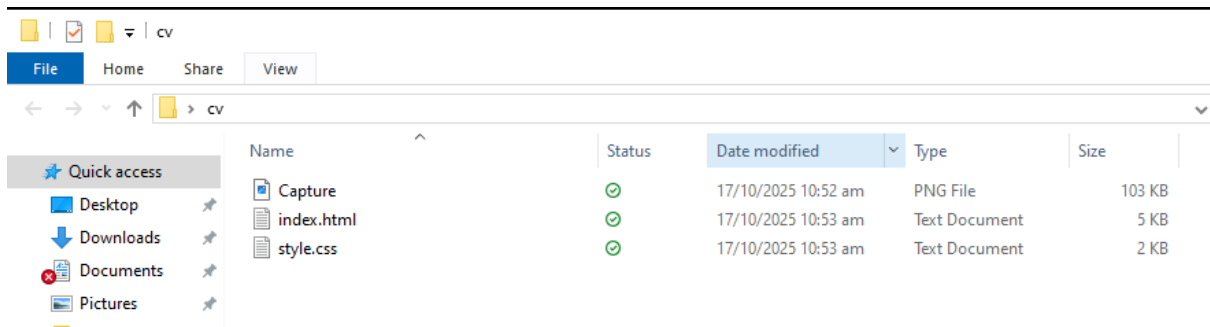 cv
File Home Share View
cv
Name Status Date modified Type Size
Quick access
Desktop
Downloads
Documents
Pictures
Capture 17/10/2025 10:52 am PNG File 103 KB
index.html 17/10/2025 10:53 am Text Document 5 KB
style.css 17/10/2025 10:53 am Text Document 2 KB